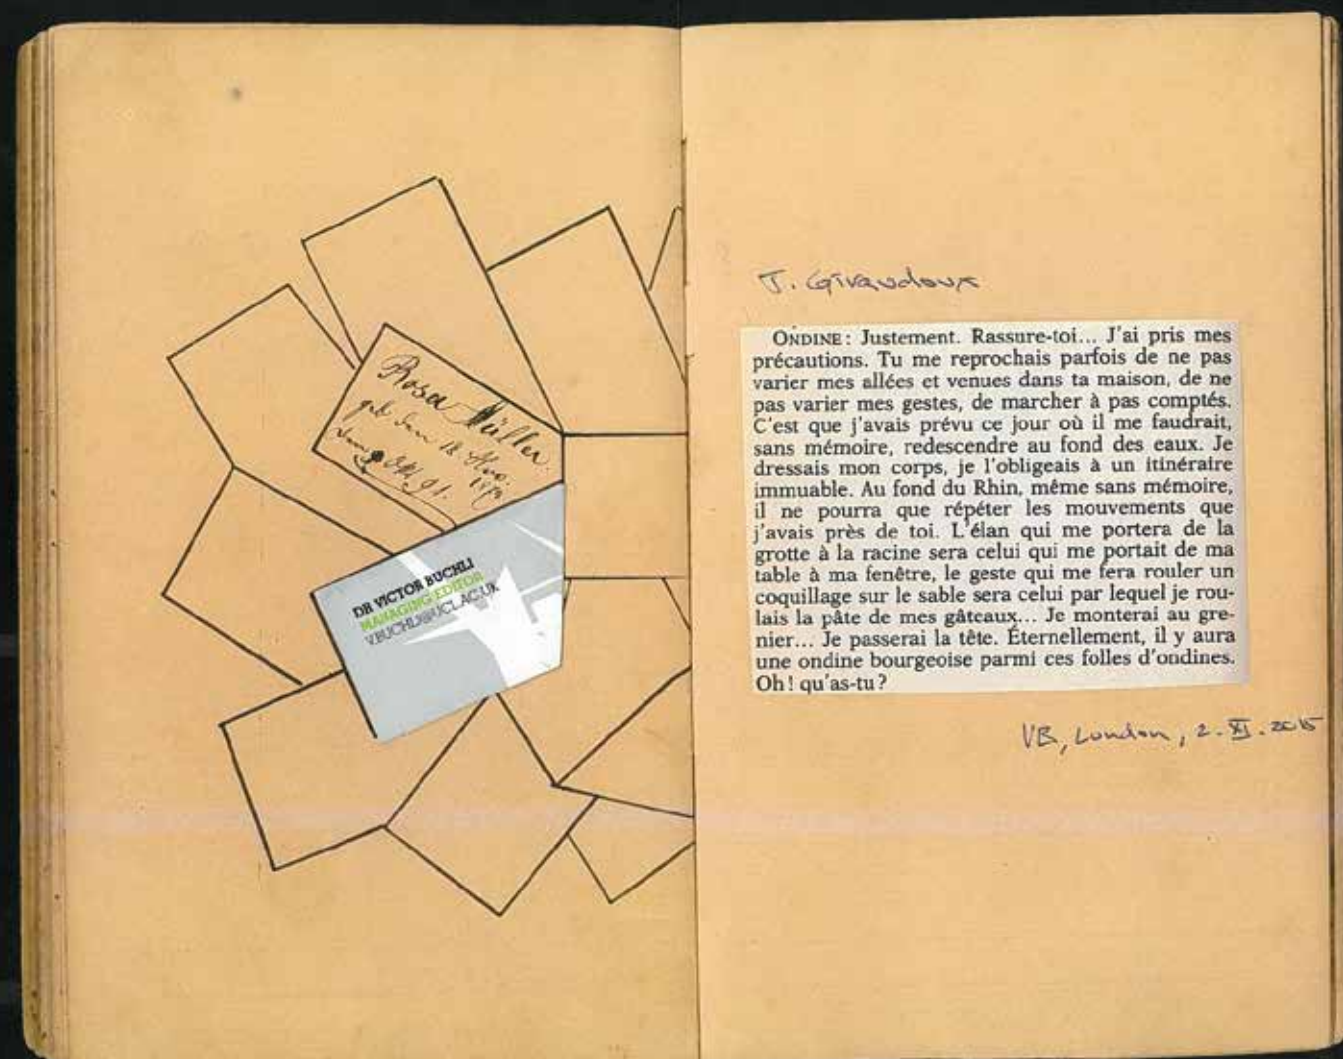 Rosa Müller.
geb. den 18.
DR VICTOR BUCHLI
MANAGING EDITOR
V.BUCHLI@UCL.AC.UK
J. Giraudoux
ONDINE: Justement. Rassure-toi... J'ai pris mes
précautions. Tu me reprochais parfois de ne pas
varier mes allées et venues dans ta maison, de ne
pas varier mes gestes, de marcher à pas comptés.
C'est que j'avais prévu ce jour où il me faudrait,
sans mémoire, redescendre au fond des eaux. Je
dressais mon corps, je l'obligeais à un itinéraire
immuable. Au fond du Rhin, même sans mémoire,
il ne pourra que répéter les mouvements que
j'avais près de toi. L'élan qui me portera de la
grotte à la racine sera celui qui me portait de ma
table à ma fenêtre, le geste qui me fera rouler un
coquillage sur le sable sera celui par lequel je rou-
lais la pâte de mes gâteaux... Je monterai au gre-
nier... Je passerai la tête. Éternellement, il y aura
une ondine bourgeoise parmi ces folles d'ondines.
Oh! qu'as-tu?
VB, London, 2. XI. 2015